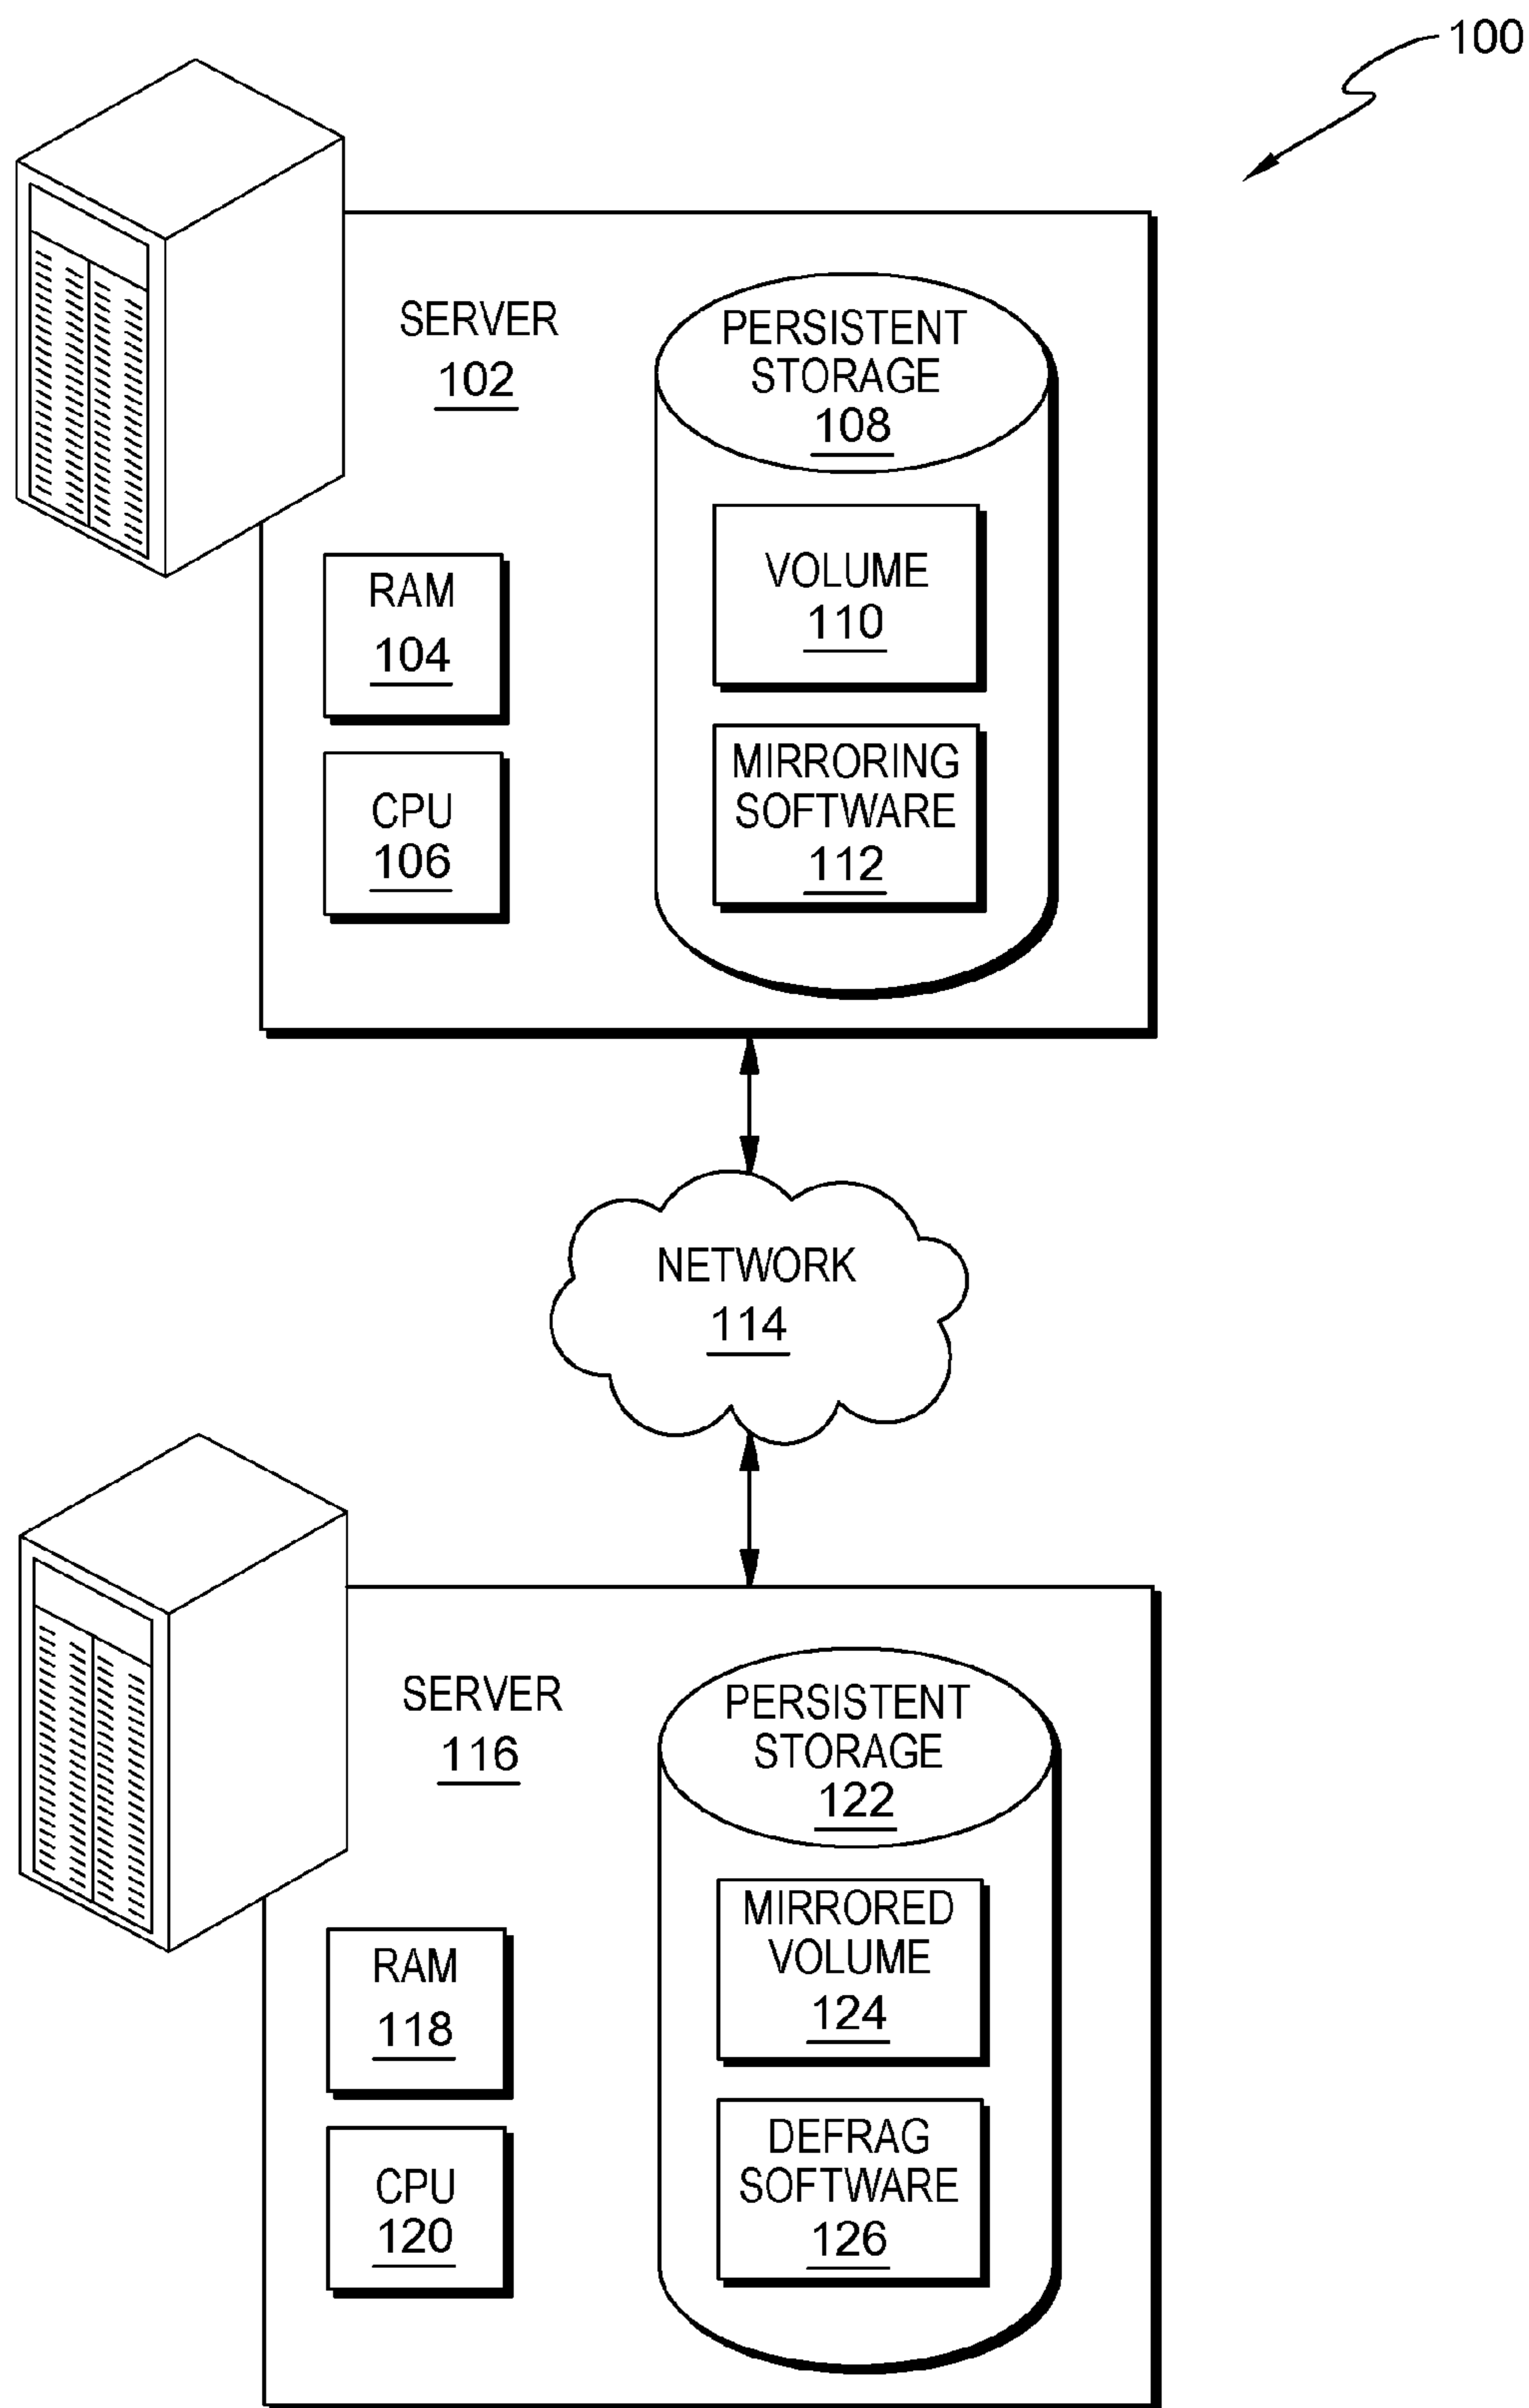 100
SERVER
102
PERSISTENT
STORAGE
108
VOLUME
110
RAM
104
MIRRORING
SOFTWARE
112
CPU
106
NETWORK
114
SERVER
116
PERSISTENT
STORAGE
122
MIRRORED
VOLUME
124
RAM
118
DEFRAG
SOFTWARE
126
CPU
120